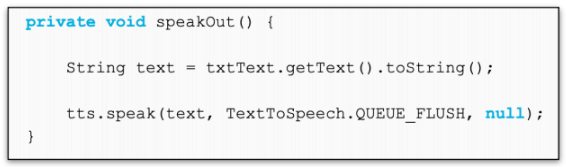 private void speakOut() {
String text = txtText.getText().toString();
tts.speak(text, TextToSpeech.QUEUE_FLUSH, null);
}